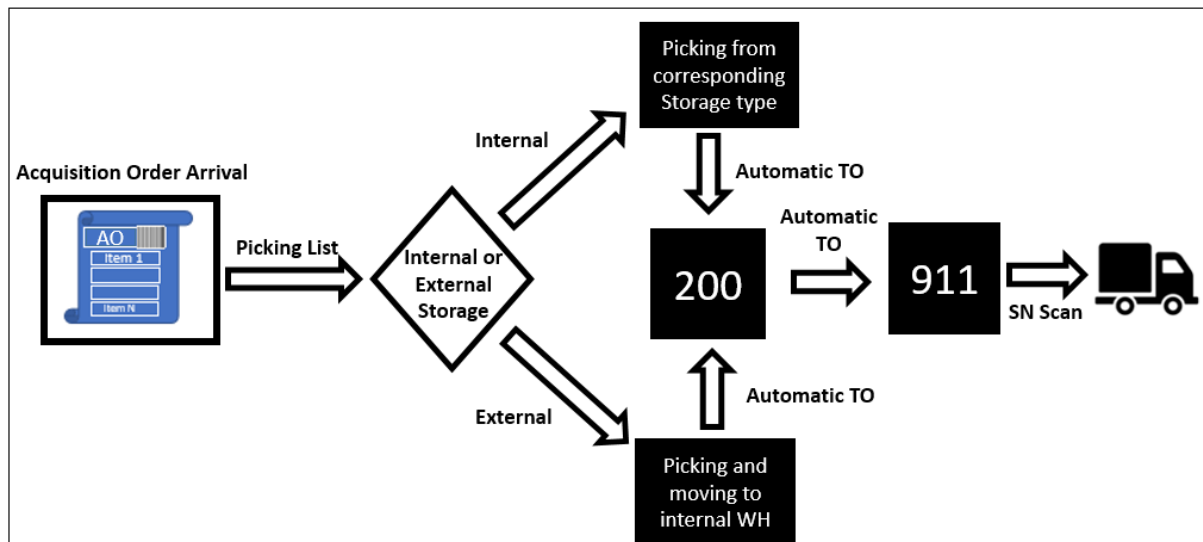 Acquisition Order Arrival
AO
Item 1
Item N
Picking List
Internal or
External
Storage
Internal
External
Picking from
corresponding
Storage type
Automatic TO
Picking and
moving to
internal WH
Automatic TO
200
Automatic
TO
911
SN Scan